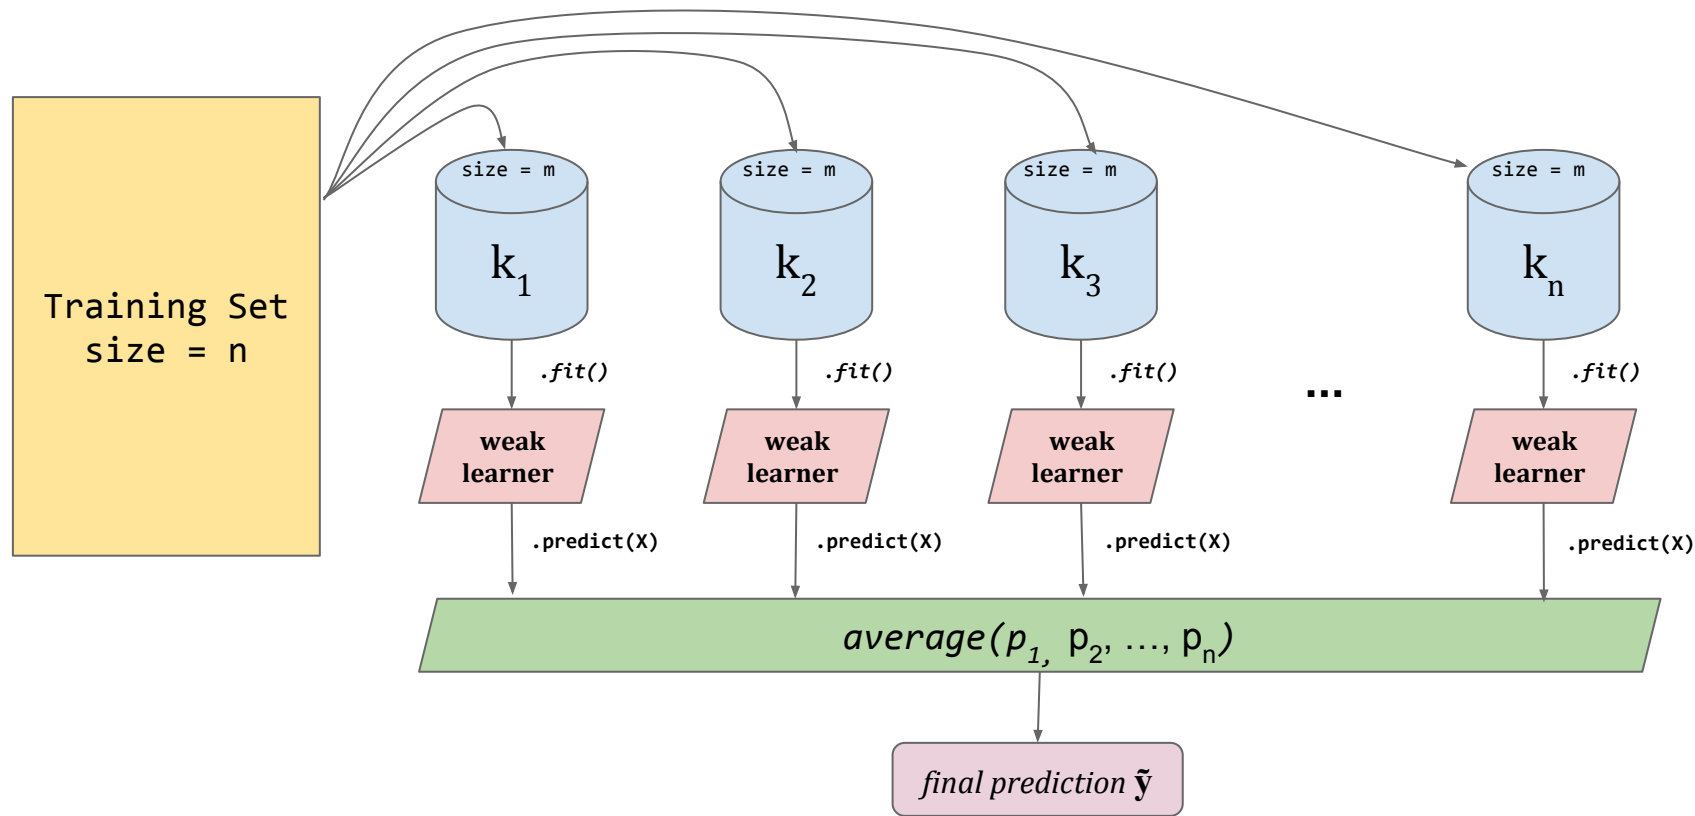 Training Set
size = n
size = m
size = m
size = m
size = m
k₁
k₂
k₃
kₙ
.fit()
.fit()
.fit()
.fit()
...
weak
learner
weak
learner
weak
learner
weak
learner
.predict(X)
.predict(X)
.predict(X)
.predict(X)
average(p₁, p₂, ..., pₙ)
final prediction ỹ